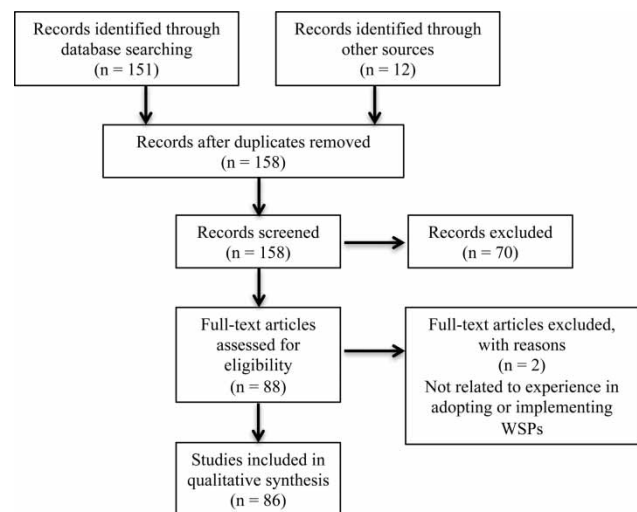 Records identified through
database searching
(n = 151)
Records identified through
other sources
(n = 12)
Records after duplicates removed
(n = 158)
Records screened
(n = 158)
Records excluded
(n = 70)
Full-text articles
assessed for
eligibility
(n = 88)
Full-text articles excluded,
with reasons
(n = 2)
Not related to experience in
adopting or implementing
WSPs
Studies included in
qualitative synthesis
(n = 86)